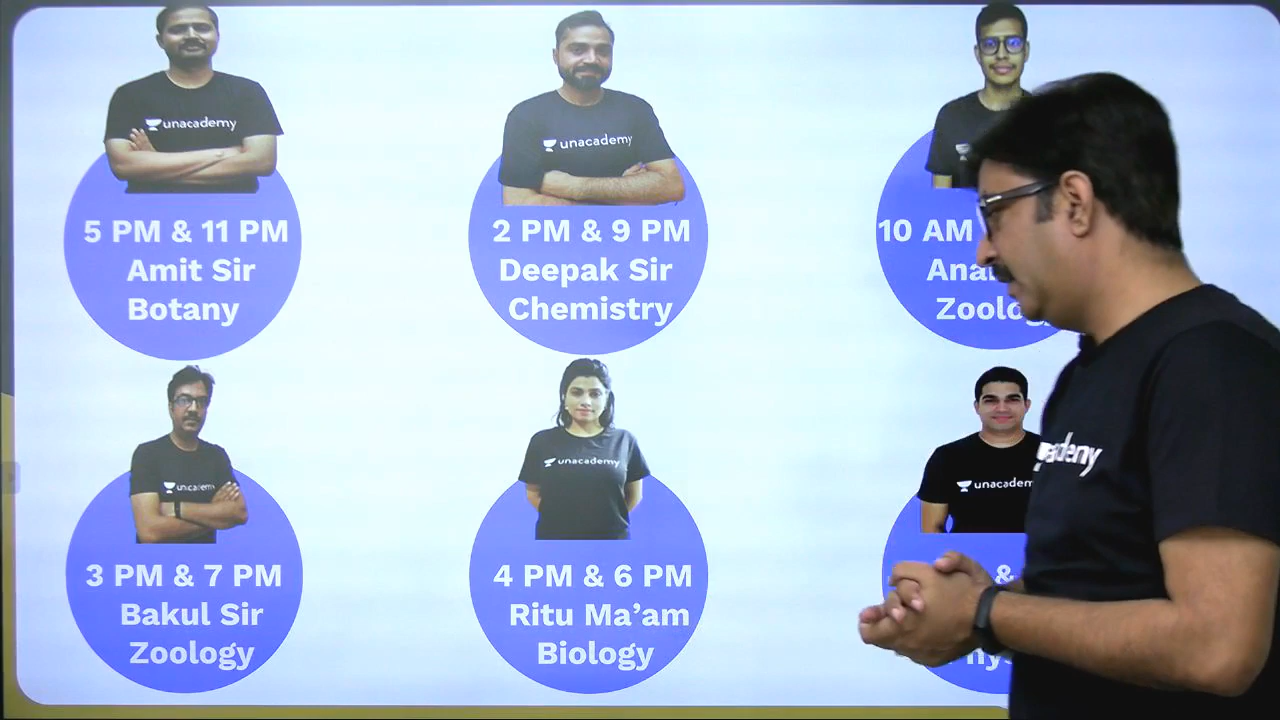 unacademy
5 PM & 11 PM
Amit Sir
Botany
unacademy
2 PM & 9 PM
Deepak Sir
Chemistry
10 AM
unacademy
3 PM & 7 PM
Bakul Sir
Zoology
unacademy
4 PM & 6 PM
Ritu Ma’am
Biology
&